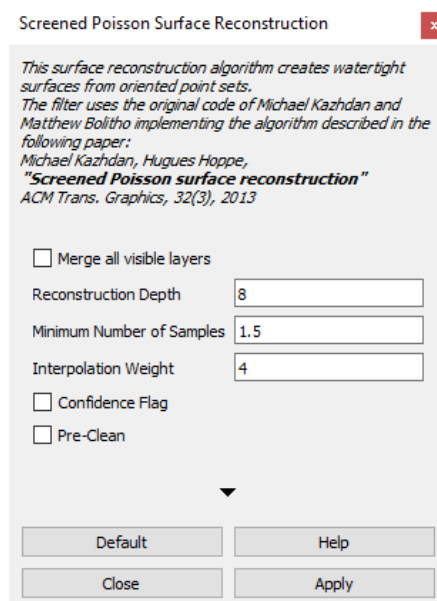 Screened Poisson Surface Reconstruction
x
This surface reconstruction algorithm creates watertight
surfaces from oriented point sets.
The filter uses the original code of Michael Kazhdan and
Matthew Bolitho implementing the algorithm described in the
following paper:
Michael Kazhdan, Hugues Hoppe,
"Screened Poisson surface reconstruction"
ACM Trans. Graphics, 32(3), 2013
Merge all visible layers
Reconstruction Depth 8
Minimum Number of Samples 1.5
Interpolation Weight 4
Confidence Flag
Pre-Clean
Default Help
Close Apply